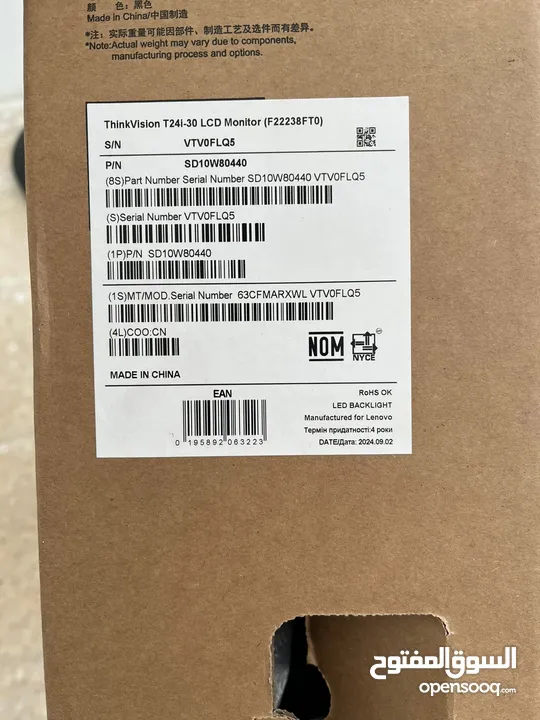 顏 色：黑色
Made in China/中国制造
*注：实际重量可能因部件、制造工艺及选件而有所变化。
*Note:Actual weight may vary due to components,
manufacturing process and options.
ThinkVision T24i-30 LCD Monitor (F22238FT0)
S/N VTV0FLQ5
P/N SD10W80440
(8S)Part Number Serial Number SD10W80440 VTV0FLQ5
(S)Serial Number VTV0FLQ5
(1P)P/N SD10W80440
(1S)MT/MOD.Serial Number 63CFMARXWL VTV0FLQ5
(4L)COO:CN
NOM
NYCE
MADE IN CHINA
EAN
0 195892 063223
RoHS OK
LED BACKLIGHT
Manufactured for Lenovo
Термін придатності:4 роки
DATE/Дата: 2024.09.02
السوق المفتوح
opensooq.com